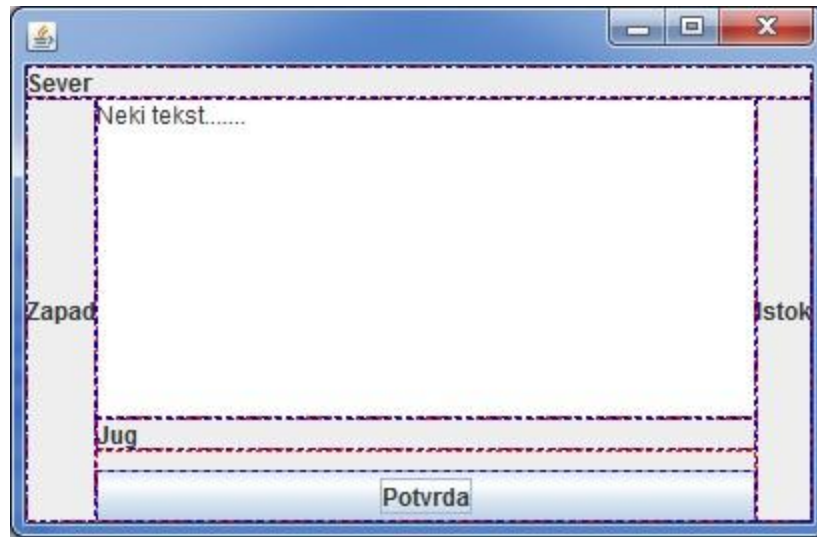 Sever
Neki tekst.......
Zapad
Istok
Jug
Potvrda